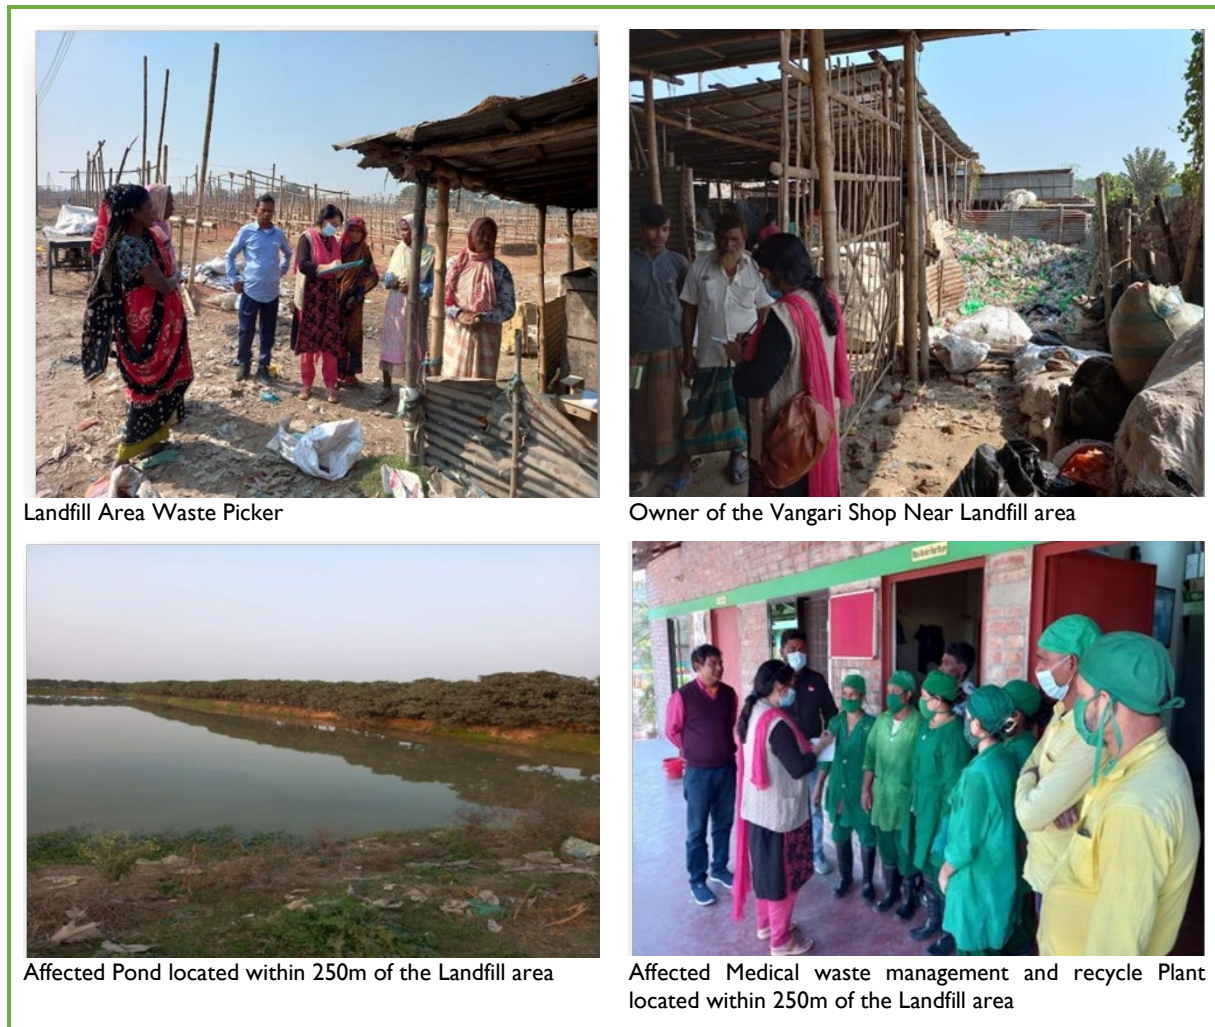 Landfill Area Waste Picker
Owner of the Vangari Shop Near Landfill area
Affected Pond located within 250m of the Landfill area
Affected Medical waste management and recycle Plant
located within 250m of the Landfill area